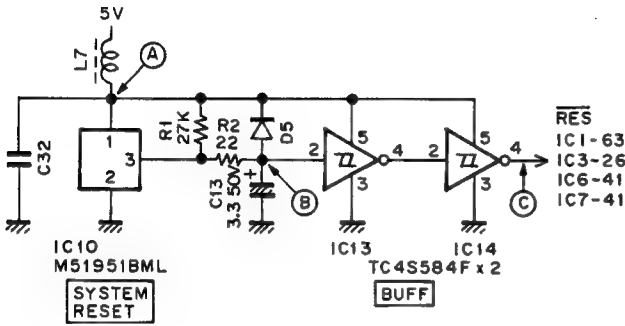 5V
L7
A
C32
1
3
2
R1
27K
R2
22
D5
C13
3.3 50V
+
B
2
5
4
3
2
5
4
3
C
RES
IC1-63
IC3-26
IC6-41
IC7-41
IC10
M51951BML
SYSTEM
RESET
IC13
IC14
TC4S584F x 2
BUFF